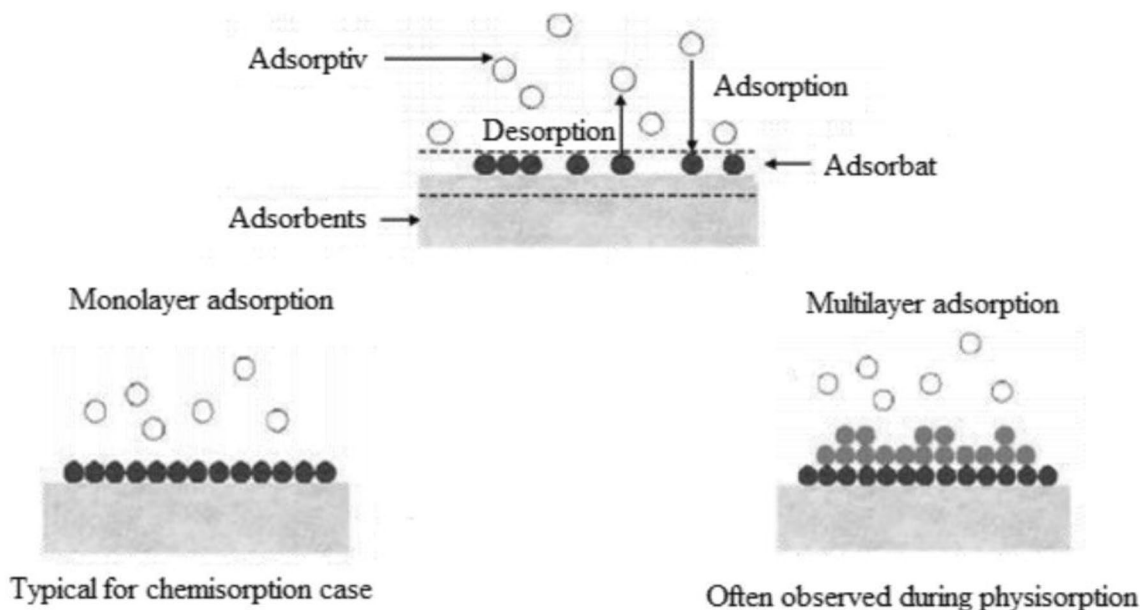 Adsorptiv
Adsorption
Desorption
Adsorbat
Adsorbents
Monolayer adsorption
Multilayer adsorption
Typical for chemisorption case
Often observed during physisorption